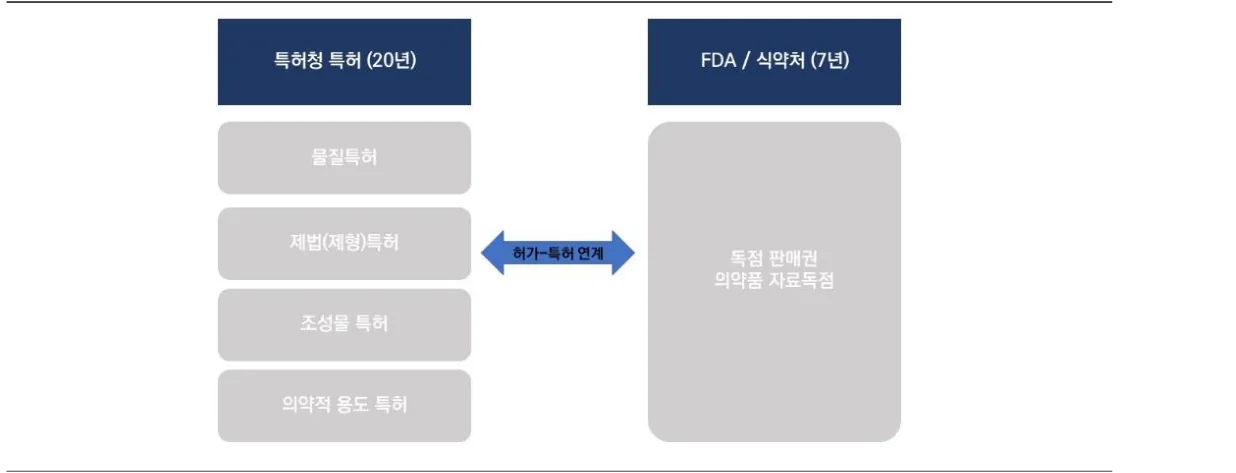 특허청 특허 (20년)
물질특허
제법(제형)특허
조성물 특허
의약적 용도 특허
허가-특허 연계
FDA / 식약처 (7년)
독점 판매권
의약품 자료독점